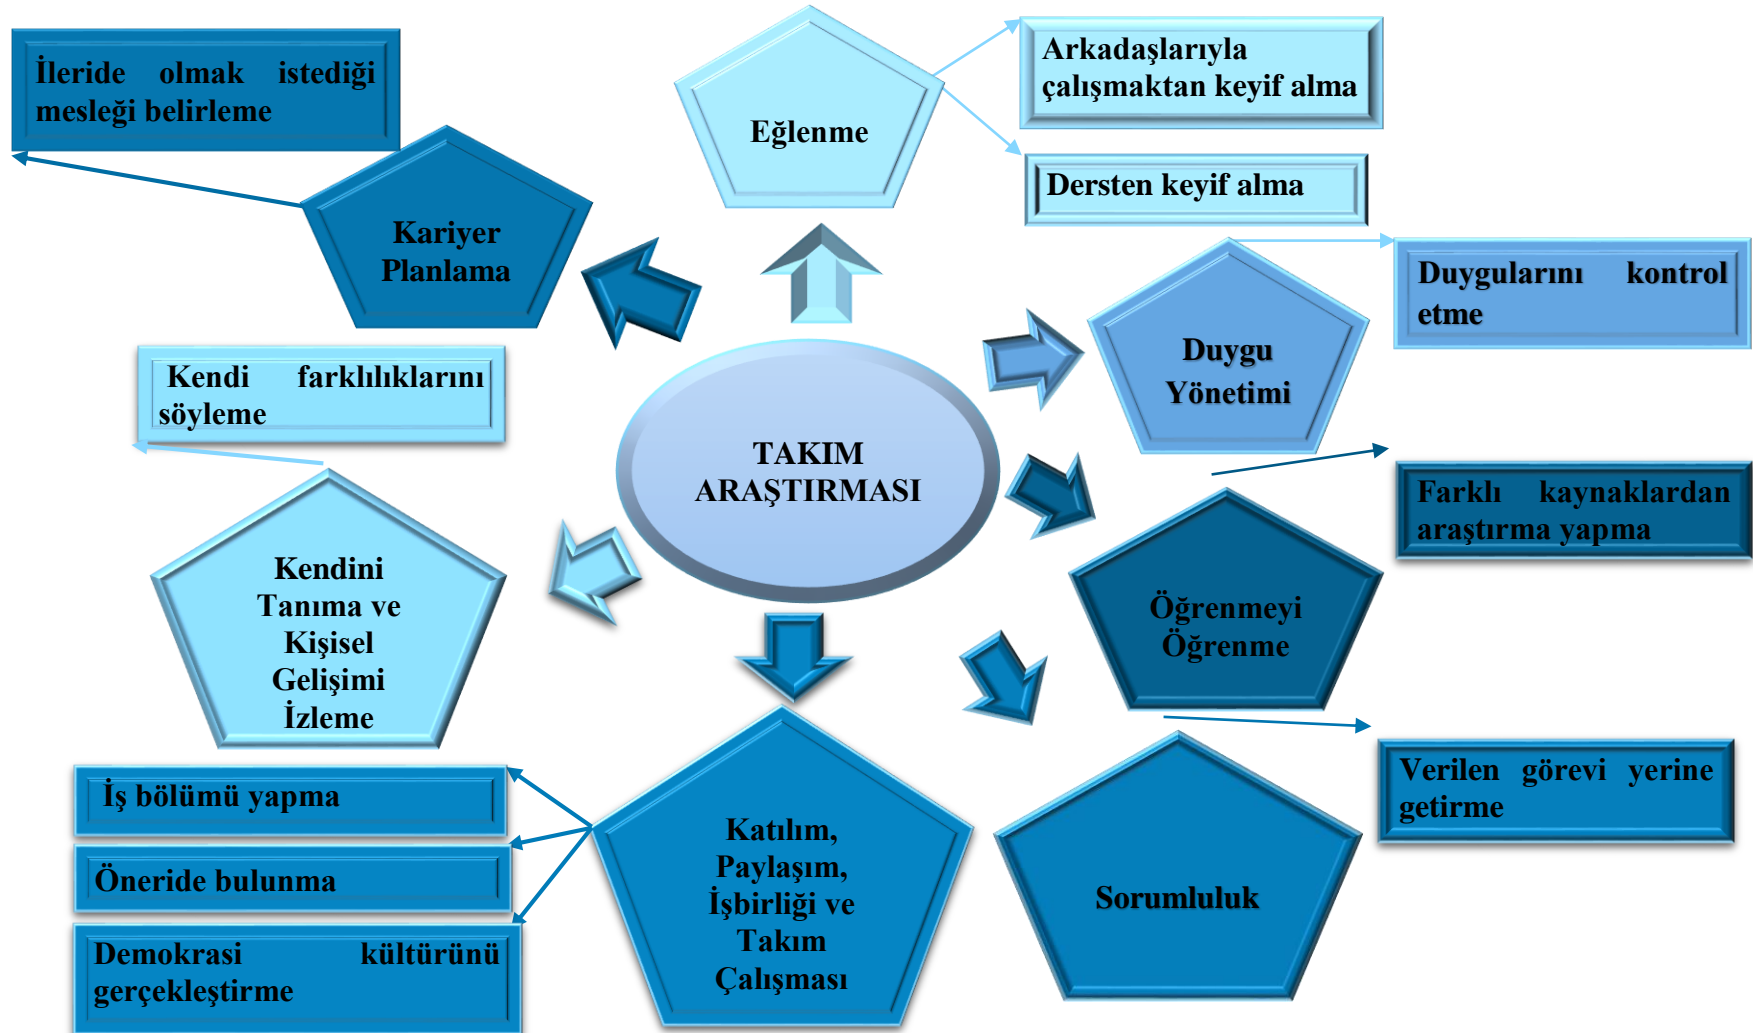 İleride olmak istediği
mesleği belirleme
Kariyer
Planlama
Eğlenme
Arkadaşlarıyla
çalışmaktan keyif alma
Dersten keyif alma
Duygu
Yönetimi
Duygularını kontrol
etme
Kendi farklılıklarını
söyleme
TAKIM
ARAŞTIRMASI
Farklı kaynaklardan
araştırma yapma
Öğrenmeyi
Öğrenme
Kendini
Tanıma ve
Kişisel
Gelişimi
İzleme
Verilen görevi yerine
getirme
Sorumluluk
İş bölümü yapma
Öneride bulunma
Demokrasi kültürünü
gerçekleştirme
Katılım,
Paylaşım,
İşbirliği ve
Takım
Çalışması